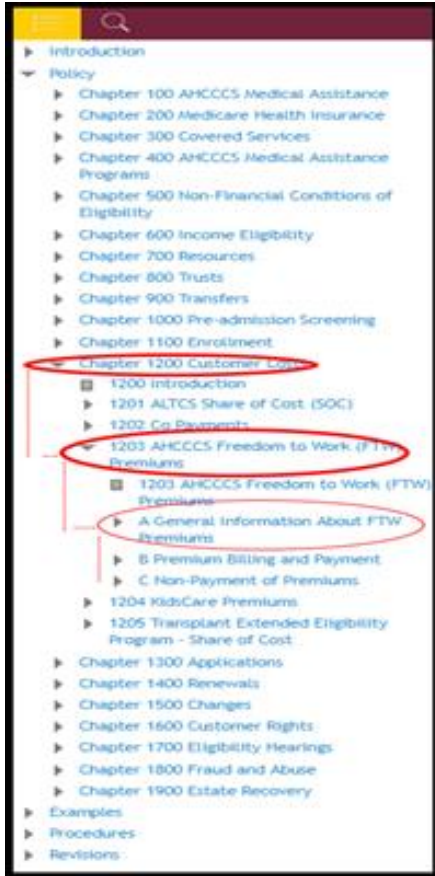 Introduction
Policy
Chapter 100 AHCCCS Medical Assistance
Chapter 200 Medicare Health Insurance
Chapter 300 Covered Services
Chapter 400 AHCCCS Medical Assistance
Programs
Chapter 500 Non-Financial Conditions of
Eligibility
Chapter 600 Income Eligibility
Chapter 700 Resources
Chapter 800 Trusts
Chapter 900 Transfers
Chapter 1000 Pre-admission Screening
Chapter 1100 Enrollment
Chapter 1200 Customer Costs
1200 Introduction
1201 ALTCS Share of Cost (SOC)
1202 Co Payments
1203 AHCCCS Freedom to Work (FTW)
Premiums
1203 AHCCCS Freedom to Work (FTW)
Premiums
A General Information About FTW
Premiums
B Premium Billing and Payment
C Non-Payment of Premiums
1204 KidsCare Premiums
1205 Transplant Extended Eligibility
Program - Share of Cost
Chapter 1300 Applications
Chapter 1400 Renewals
Chapter 1500 Changes
Chapter 1600 Customer Rights
Chapter 1700 Eligibility Hearings
Chapter 1800 Fraud and Abuse
Chapter 1900 Estate Recovery
Examples
Procedures
Revisions